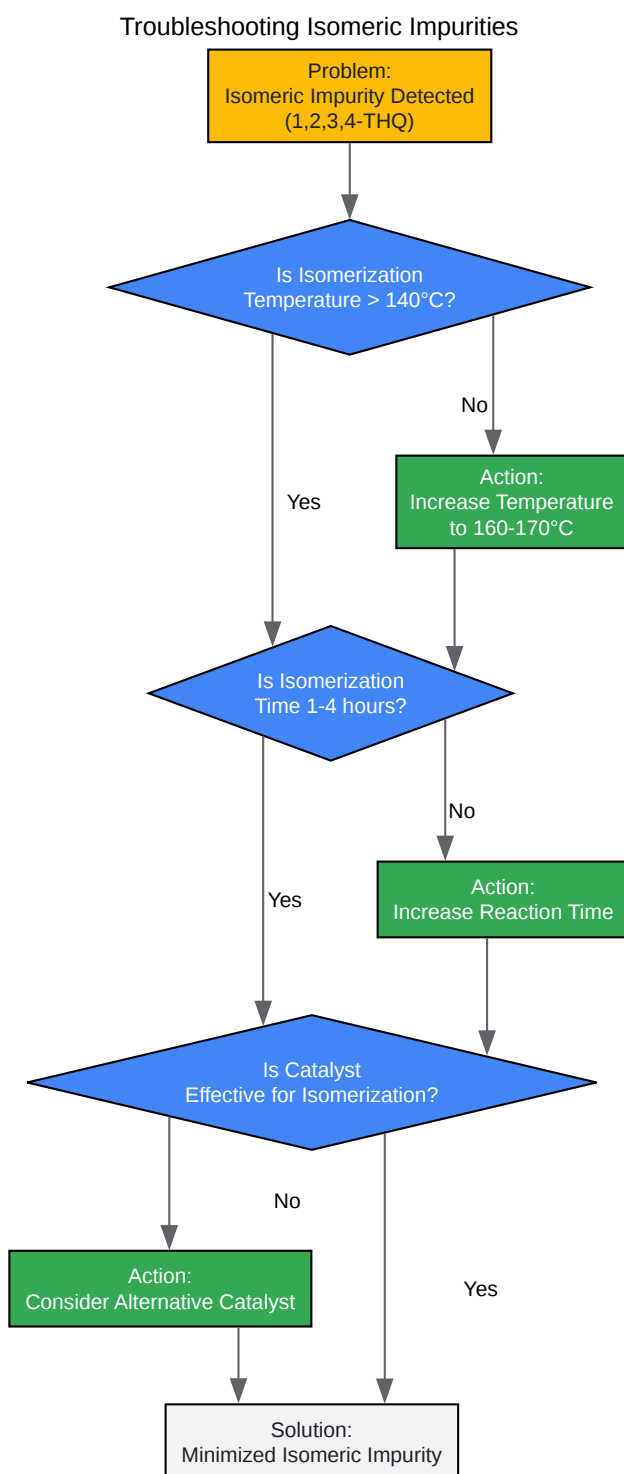 Troubleshooting Isomeric Impurities
Problem:
Isomeric Impurity Detected
(1,2,3,4-THQ)
Is Isomerization
Temperature > 140°C?
No
Action:
Increase Temperature
to 160-170°C
Yes
Is Isomerization
Time 1-4 hours?
No
Action:
Increase Reaction Time
Yes
Is Catalyst
Effective for Isomerization?
No
Action:
Consider Alternative Catalyst
Yes
Solution:
Minimized Isomeric Impurity